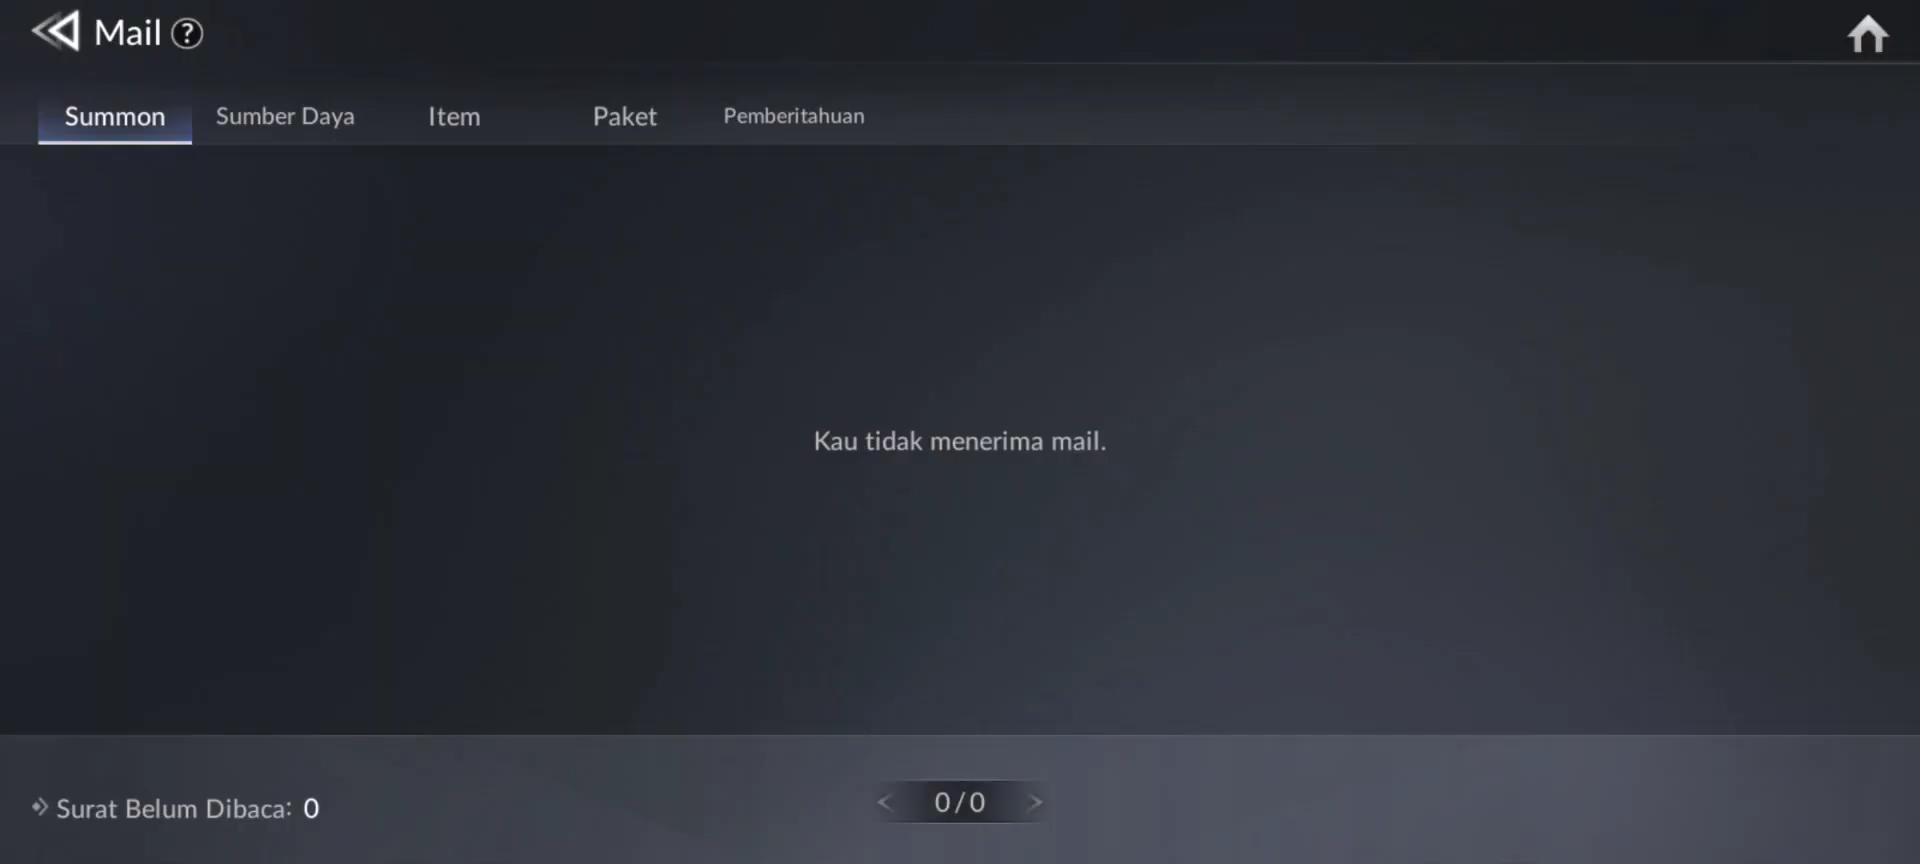 Mail ?
Summon Sumber Daya Item Paket Pemberitahuan
Kau tidak menerima mail.
Surat Belum Dibaca: 0
< 0/0 >